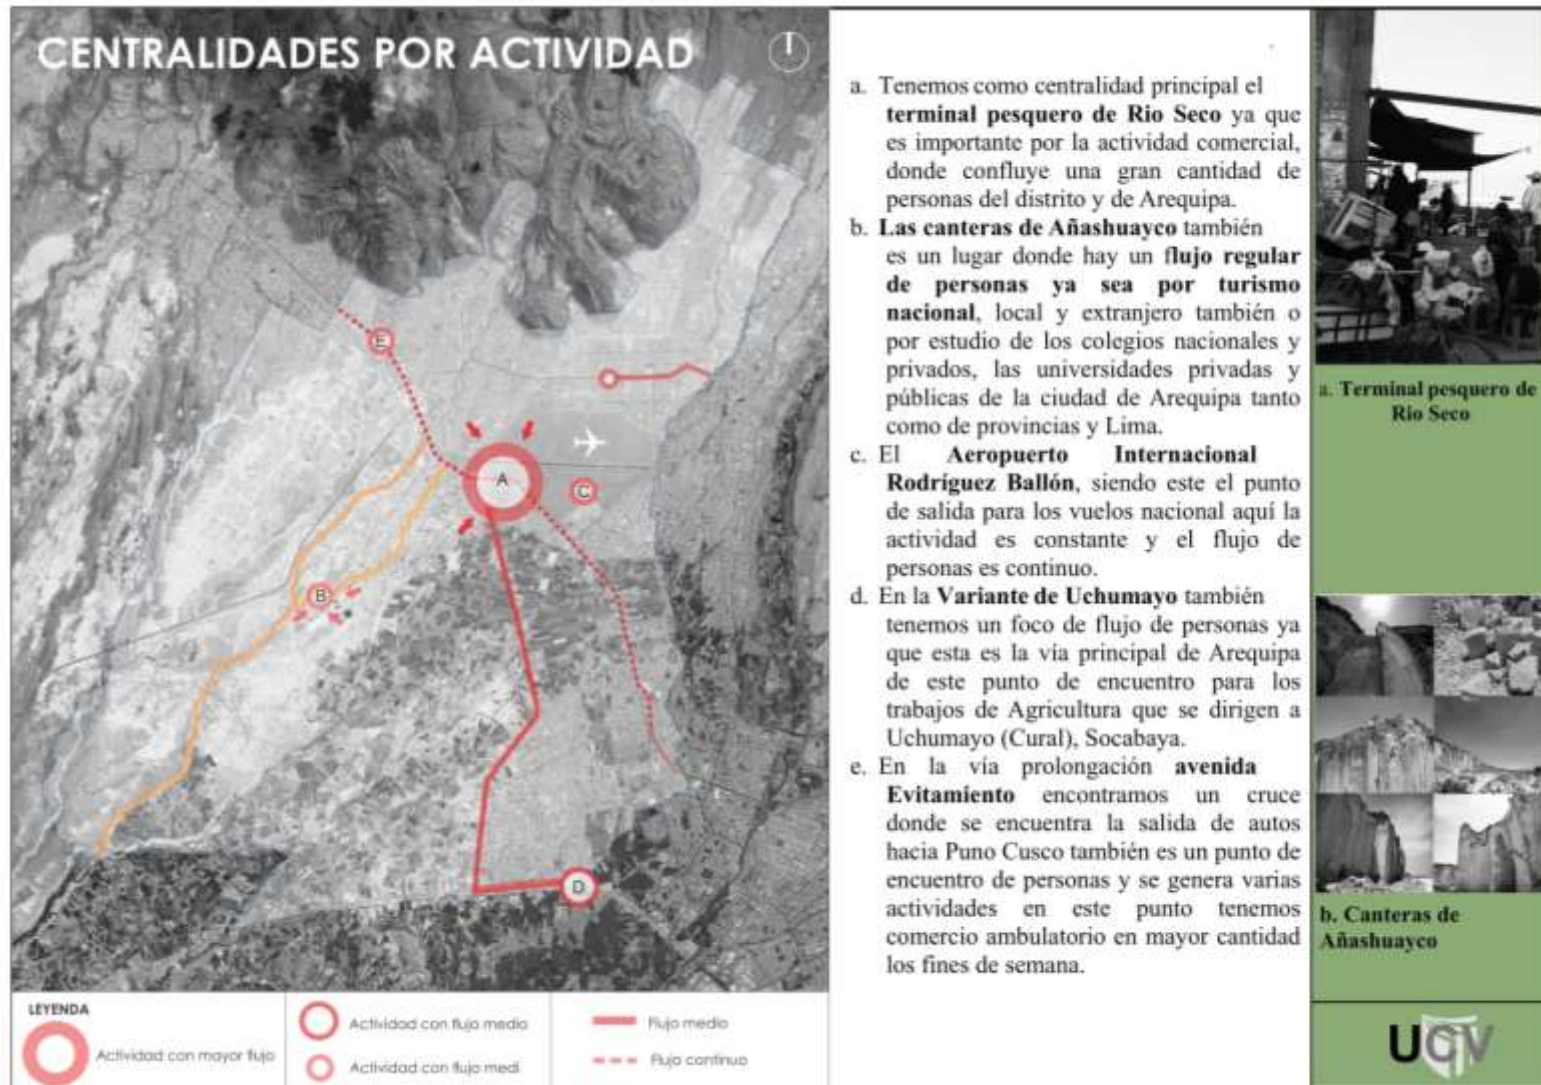 CENTRALIDADES POR ACTIVIDAD
E
A
C
B
D
LEYENDA
Actividad con mayor flujo
Actividad con flujo medio
Actividad con flujo medi
Flujo medio
Flujo continuo
a. Tenemos como centralidad principal el
terminal pesquero de Rio Seco ya que
es importante por la actividad comercial,
donde confluye una gran cantidad de
personas del distrito y de Arequipa.
b. Las canteras de Añashuayco también
es un lugar donde hay un flujo regular
de personas ya sea por turismo
nacional, local y extranjero también o
por estudio de los colegios nacionales y
privados, las universidades privadas y
públicas de la ciudad de Arequipa tanto
como de provincias y Lima.
c. El Aeropuerto Internacional
Rodríguez Ballón, siendo este el punto
de salida para los vuelos nacional aquí la
actividad es constante y el flujo de
personas es continuo.
d. En la Variante de Uchumayo también
tenemos un foco de flujo de personas ya
que esta es la vía principal de Arequipa
de este punto de encuentro para los
trabajos de Agricultura que se dirigen a
Uchumayo (Cural), Socabaya.
e. En la vía prolongación avenida
Evitamiento encontramos un cruce
donde se encuentra la salida de autos
hacia Puno Cusco también es un punto de
encuentro de personas y se genera varias
actividades en este punto tenemos
comercio ambulatorio en mayor cantidad
los fines de semana.
a. Terminal pesquero de
Rio Seco
b. Canteras de
Añashuayco
UCV